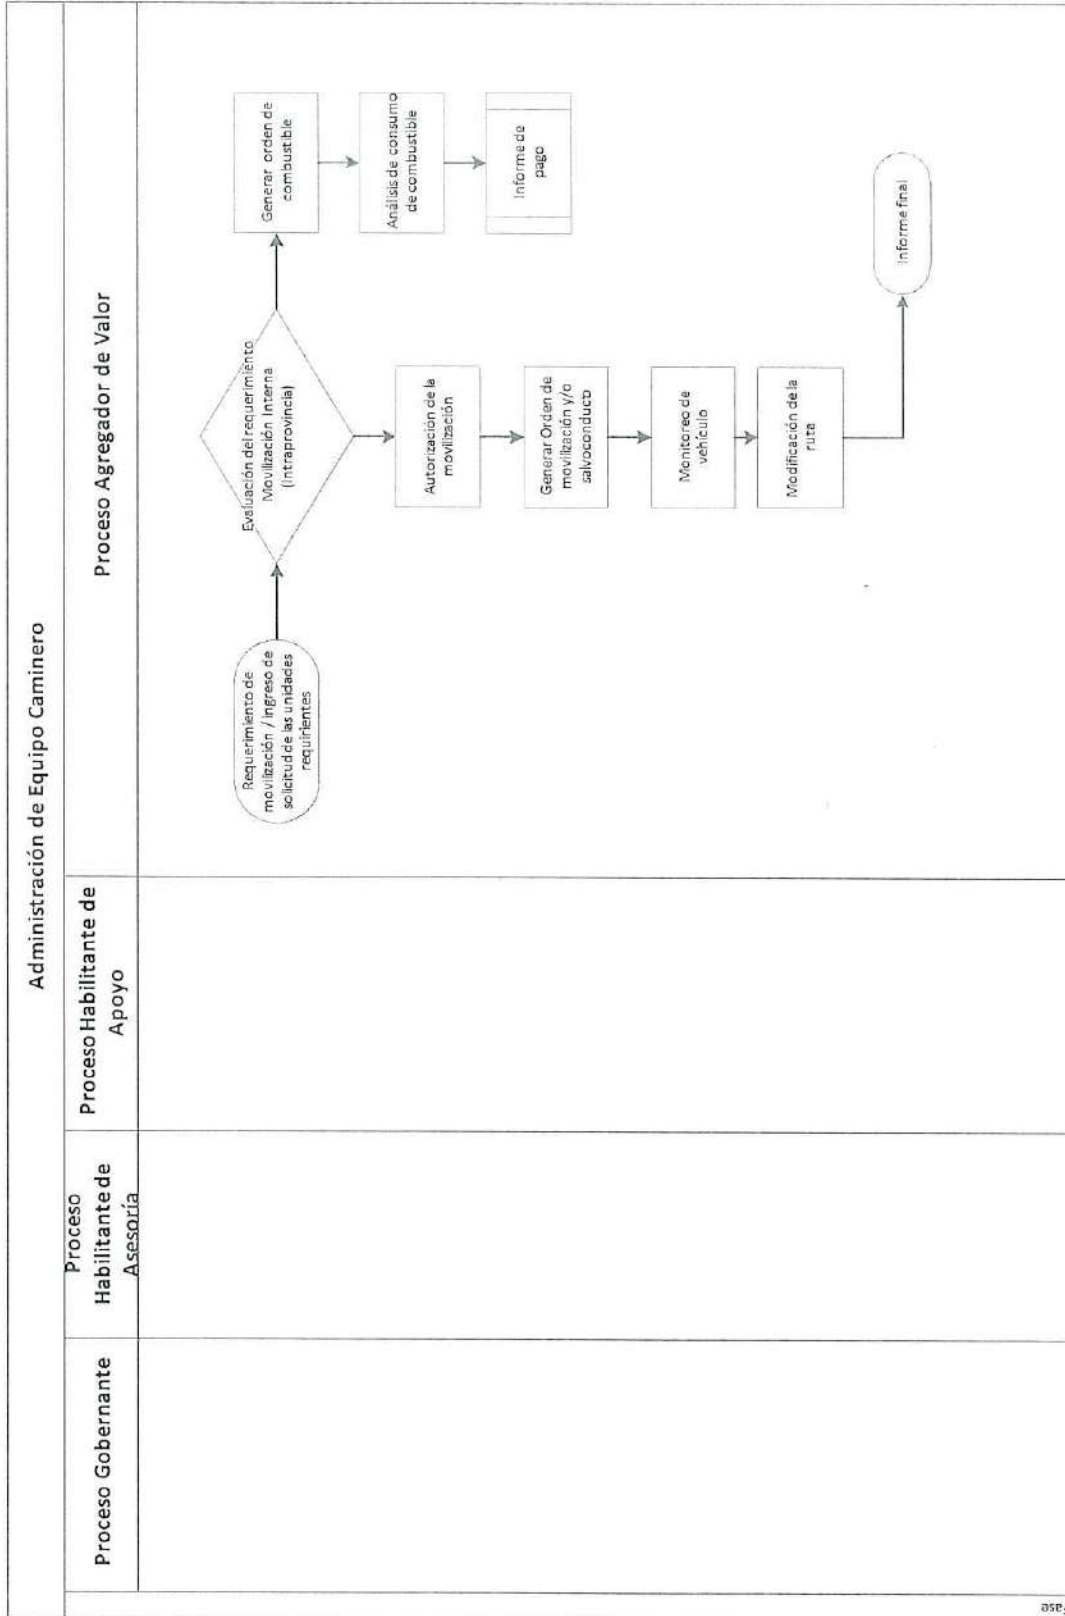 Administración de Equipo Caminero
Proceso Gobernante
Proceso
Habilitante de
Asesoría
Proceso Habilitante de
Apoyo
Proceso Agregador de Valor
Requerimiento de
movilización / ingreso de
solicitud de las unidades
requirientes
Evaluación del requerimiento
Movilización Interna
(Intraprovincia)
Generar orden de
combustible
Análisis de consumo
de combustible
Informe de
pago
Autorización de la
movilización
Generar Orden de
movilización y/o
salvoconducto
Monitoreo de
vehículo
Modificación de la
ruta
Informe final